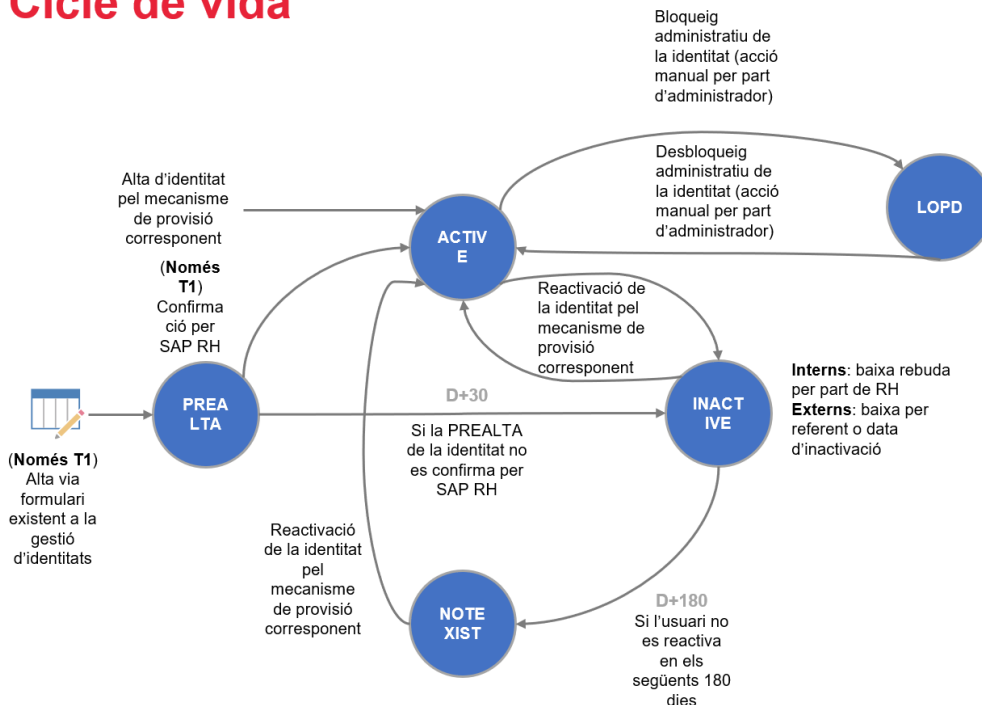 Cicle de vida
Bloqueig
administratiu de
la identitat (acció
manual per part
d'administrador)
Desbloqueig
administratiu de
la identitat (acció
manual per part
d'administrador)
LOPD
Alta d'identitat
pel mecanisme
de provisió
corresponent
ACTIV
E
(Només
T1)
Confirma
ció per
SAP RH
Reactivació de
la identitat pel
mecanisme de
provisió
corresponent
PREA
LTA
D+30
Si la PREALTA
de la identitat no
es confirma per
SAP RH
INACT
IVE
Interns: baixa rebuda
per part de RH
Externs: baixa per
referent o data
d'inactivació
(Només T1)
Alta via
formulari
existent a la
gestió
d'identitats
Reactivació
de la identitat
pel
mecanisme
de provisió
corresponent
NOTE
XIST
D+180
Si l'usuari no
es reactiva
en els
següents 180
dies